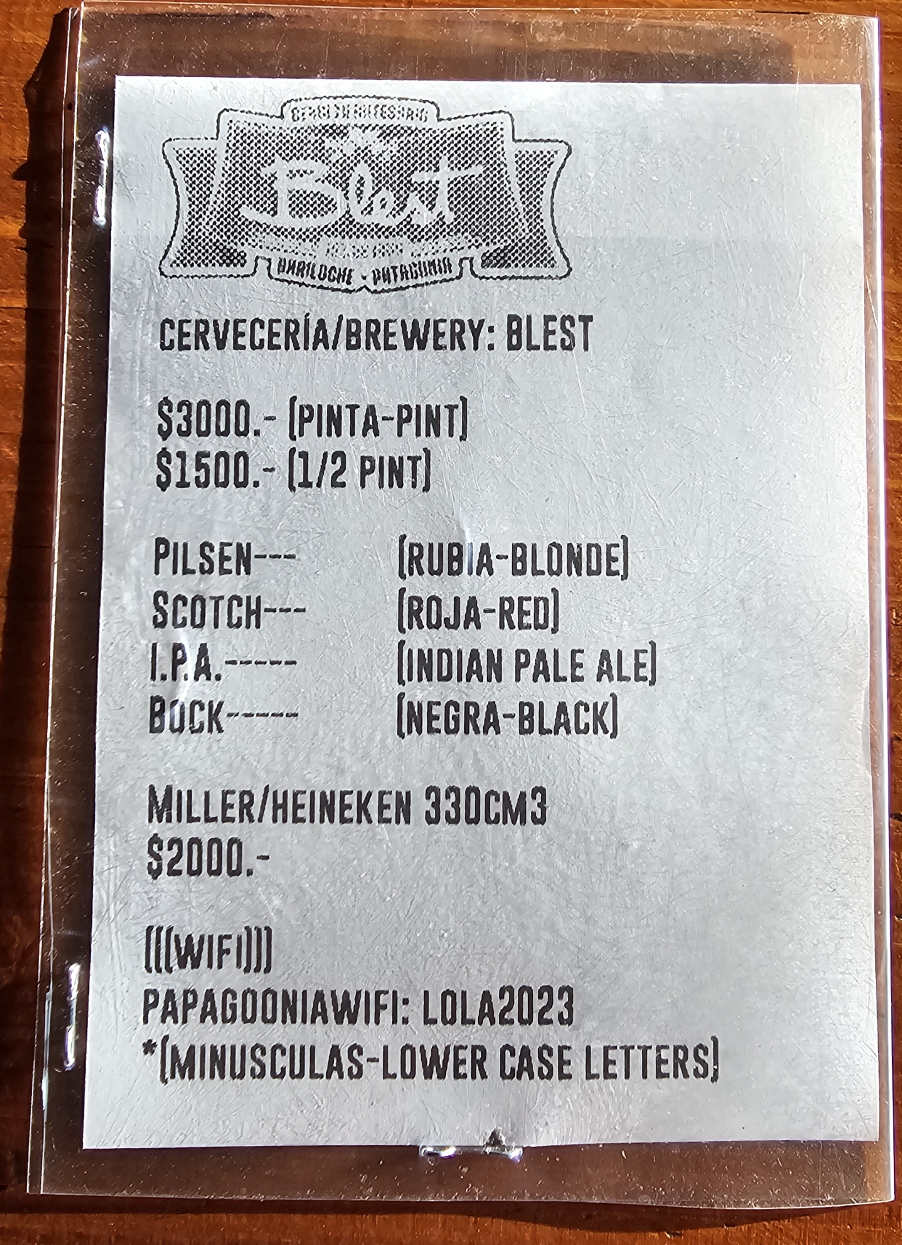 Blest
BARILOCHE - PATAGONIA
CERVECERÍA/BREWERY: BLEST
$3000.- (PINTA-PINT)
$1500.- (1/2 PINT)
PILSEN--- (RUBIA-BLONDE)
SCOTCH--- (ROJA-RED)
I.P.A.----- (INDIAN PALE ALE)
BOCK----- (NEGRA-BLACK)
MILLER/HEINEKEN 330CM3
$2000.-
(((WIFI)))
PAPAGOONIAWIFI: LOLA2023
*(MINUSCULAS-LOWER CASE LETTERS)